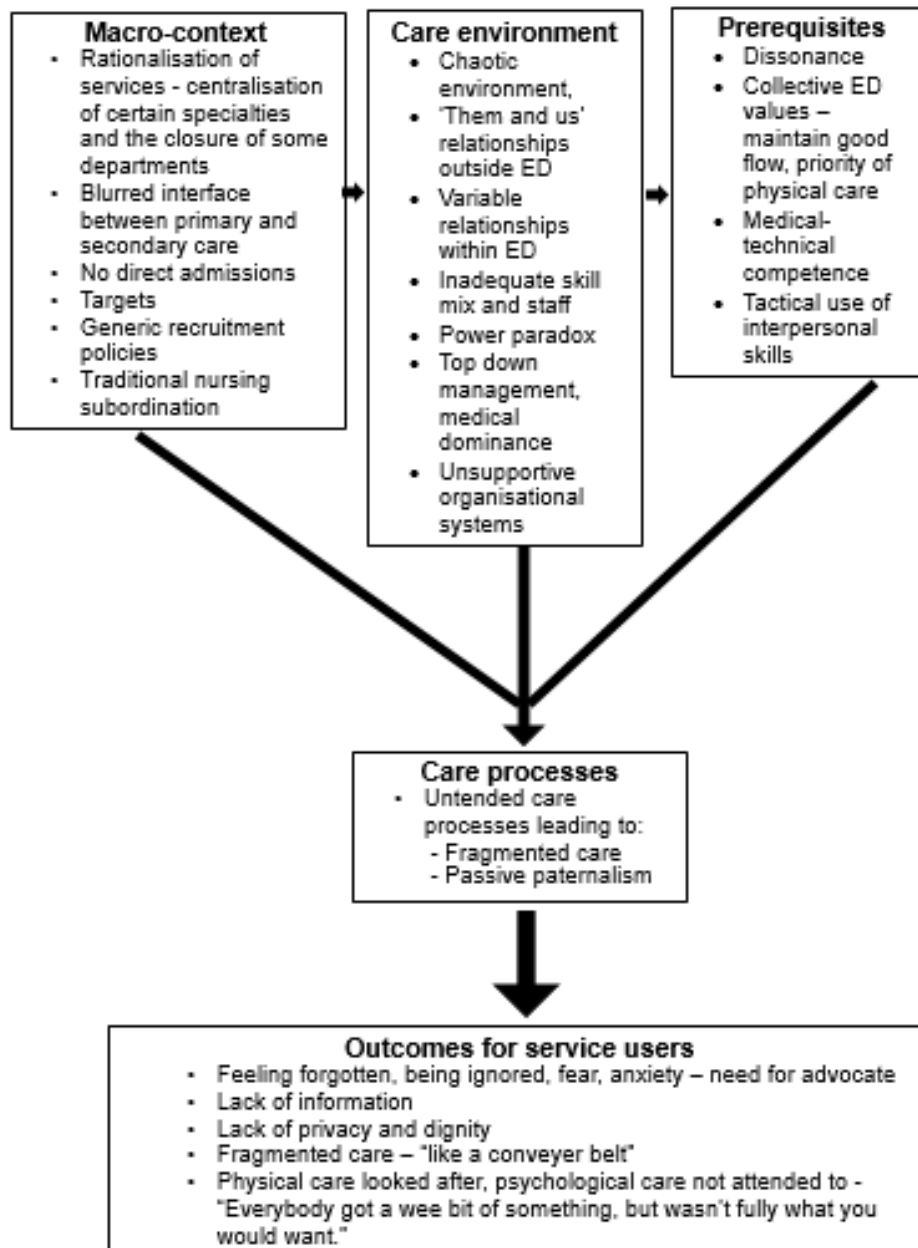 Macro-context
▪ Rationalisation of
services - centralisation
of certain specialties
and the closure of some
departments
▪ Blurred interface
between primary and
secondary care
▪ No direct admissions
▪ Targets
▪ Generic recruitment
policies
▪ Traditional nursing
subordination
Care environment
• Chaotic
environment,
• 'Them and us'
relationships
outside ED
• Variable
relationships
within ED
• Inadequate skill
mix and staff
• Power paradox
• Top down
management,
medical
dominance
• Unsupportive
organisational
systems
Prerequisites
• Dissonance
• Collective ED
values –
maintain good
flow, priority of
physical care
• Medical-
technical
competence
• Tactical use of
interpersonal
skills
Care processes
▪ Untended care
processes leading to:
- Fragmented care
- Passive paternalism
Outcomes for service users
▪ Feeling forgotten, being ignored, fear, anxiety – need for advocate
▪ Lack of information
▪ Lack of privacy and dignity
▪ Fragmented care – “like a conveyer belt”
▪ Physical care looked after, psychological care not attended to -
“Everybody got a wee bit of something, but wasn’t fully what you
would want.”